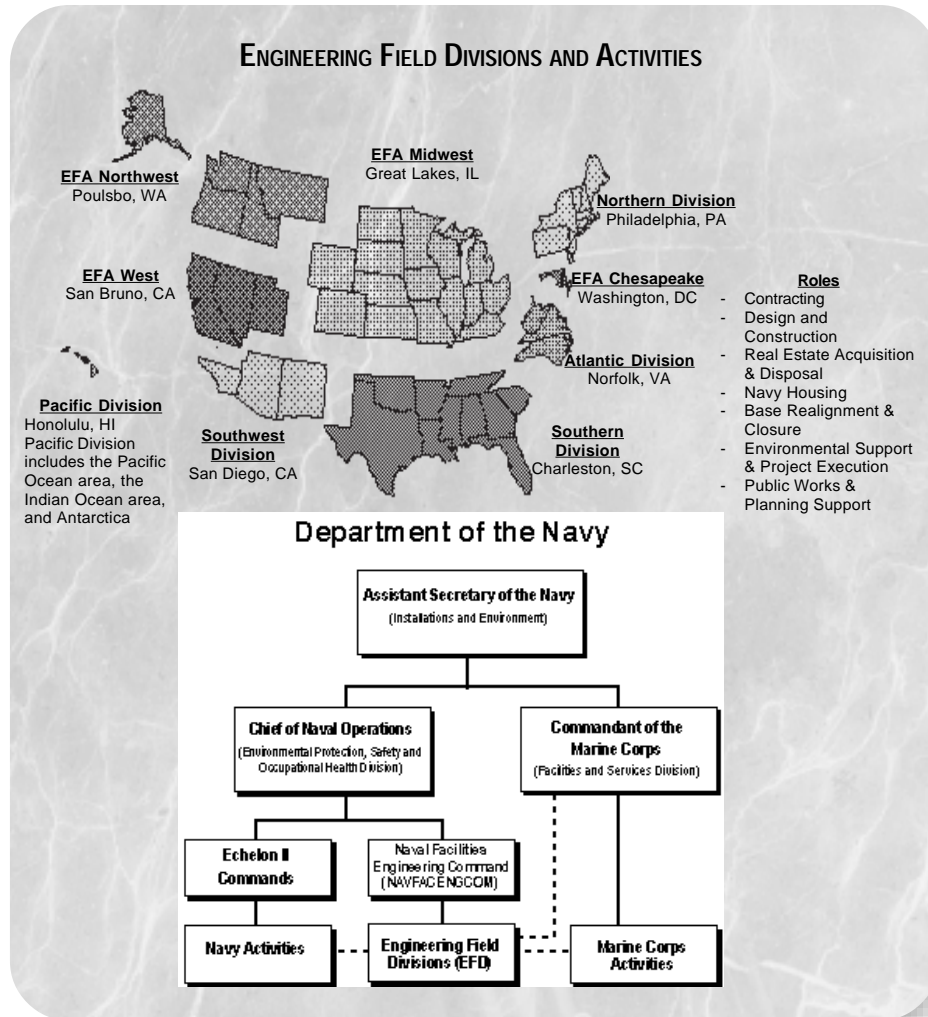 ENGINEERING FIELD DIVISIONS AND ACTIVITIES
EFA Northwest
Poulsbo, WA
EFA Midwest
Great Lakes, IL
Northern Division
Philadelphia, PA
EFA West
San Bruno, CA
EFA Chesapeake
Washington, DC
Atlantic Division
Norfolk, VA
Pacific Division
Honolulu, HI
Pacific Division
includes the Pacific
Ocean area, the
Indian Ocean area,
and Antarctica
Southwest
Division
San Diego, CA
Southern
Division
Charleston, SC
Roles
- Contracting
- Design and
Construction
- Real Estate Acquisition
& Disposal
- Navy Housing
- Base Realignment &
Closure
- Environmental Support
& Project Execution
- Public Works &
Planning Support
Department of the Navy
Assistant Secretary of the Navy
(Installations and Environment)
Chief of Naval Operations
(Environmental Protection, Safety and
Occupational Health Division)
Commandant of the
Marine Corps
(Facilities and Services Division)
Echelon II
Commands
Naval Facilities
Engineering Command
(NAVFACENGCOM)
Navy Activities
Engineering Field
Divisions (EFD)
Marine Corps
Activities